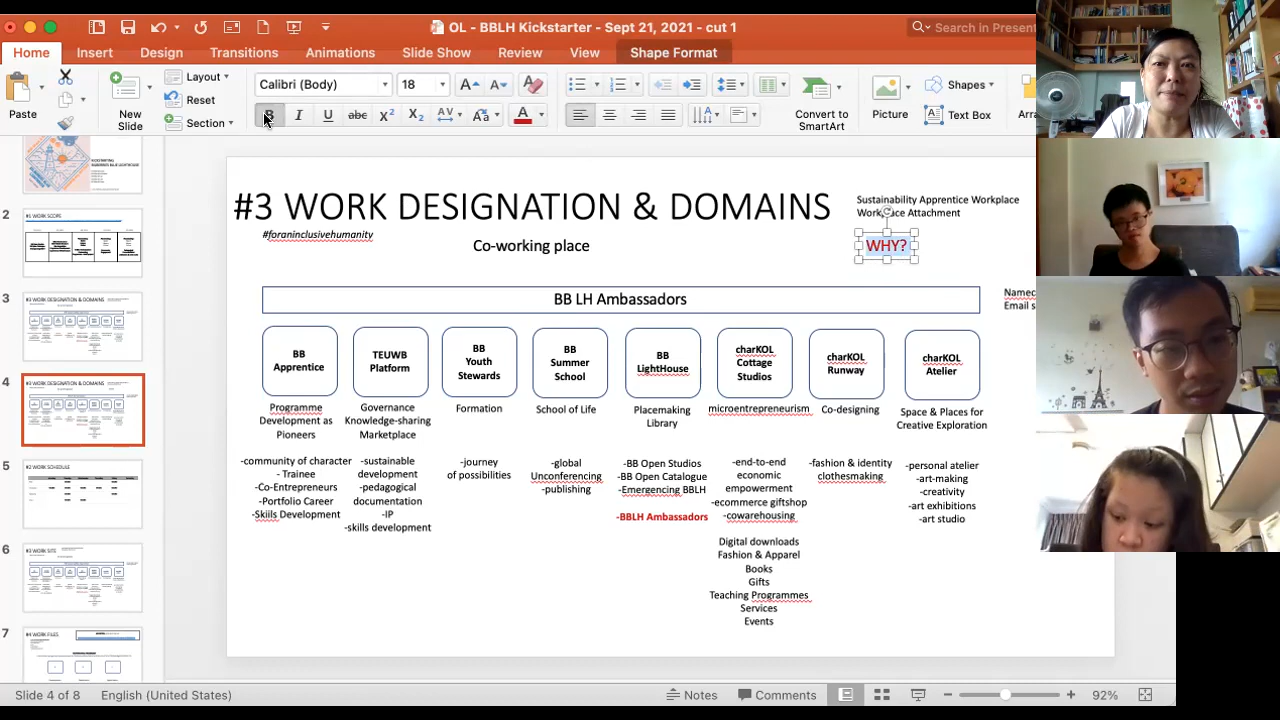 OL - BBLH Kickstarter - Sept 21, 2021 - cut 1
Search in Present
Home Insert Design Transitions Animations Slide Show Review View Shape Format
Paste
New
Slide
Layout
Reset
Section
Calibri (Body) 18
B I U abc X² X₂ AV Aa A
Convert to
SmartArt
Picture
Shapes
Text Box
Arra
2
3
4
5
6
7
#3 WORK DESIGNATION & DOMAINS
#foraninclusivehumanity
Co-working place
Sustainability Apprentice Workplace
Workplace Attachment
WHY?
BB LH Ambassadors
Namec
Email s
BB
Apprentice
TEUWB
Platform
BB
Youth
Stewards
BB
Summer
School
BB
LightHouse
charKOL
Cottage
Studios
charKOL
Runway
charKOL
Atelier
Programme
Development as
Pioneers
Governance
Knowledge-sharing
Marketplace
Formation
School of Life
Placemaking
Library
microentrepreneurism
Co-designing
Space & Places for
Creative Exploration
-community of character
- Trainee
-Co-Entrepreneurs
-Portfolio Career
-Skiils Development
-sustainable
development
-pedagogical
documentation
-IP
-skills development
-journey
of possibilities
-global
Unconferencing
-publishing
-BB Open Studios
-BB Open Catalogue
-Emergencing BBLH
-BBLH Ambassadors
-end-to-end
economic
empowerment
-ecommerce giftshop
-cowarehousing
Digital downloads
Fashion & Apparel
Books
Gifts
Teaching Programmes
Services
Events
-fashion & identity
clothesmaking
-personal atelier
-art-making
-creativity
-art exhibitions
-art studio
Slide 4 of 8 English (United States)
Notes Comments 92%